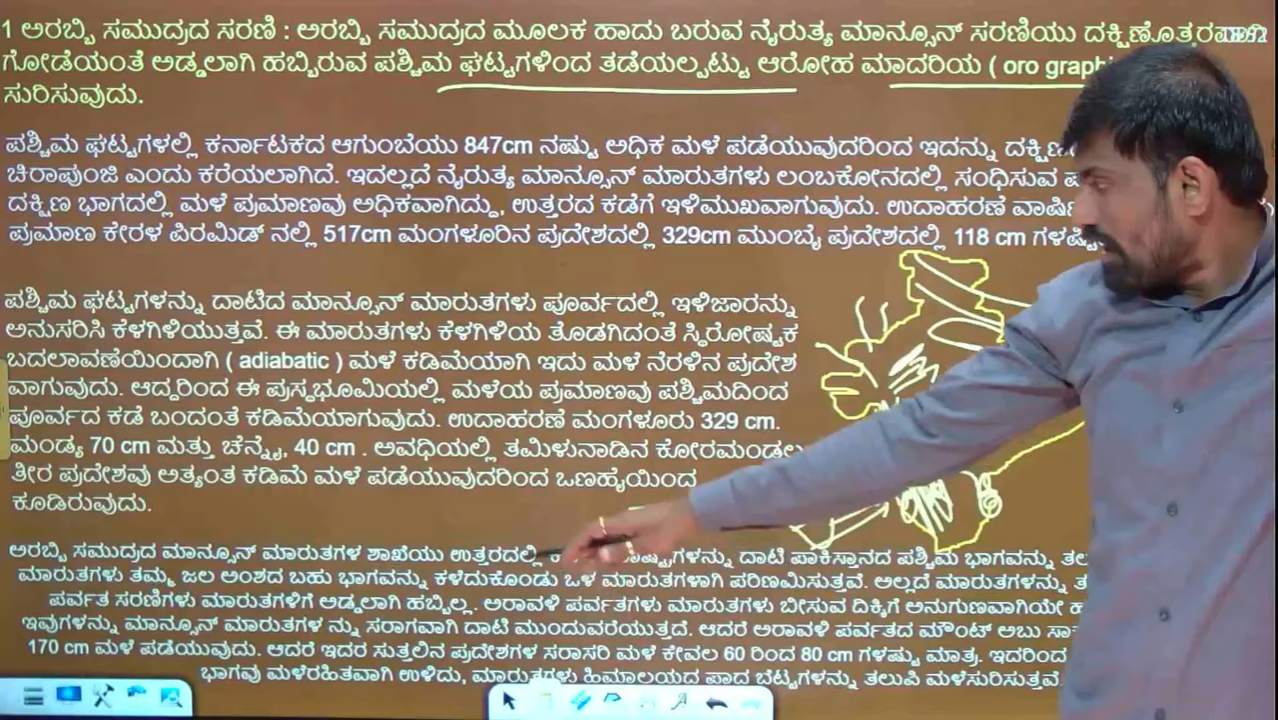 1 ಅರಬ್ಬಿ ಸಮುದ್ರದ ಸರಣಿ : ಅರಬ್ಬಿ ಸಮುದ್ರದ ಮೂಲಕ ಹಾದು ಬರುವ ನೈರುತ್ಯ ಮಾನ್ಸೂನ್ ಸರಣಿಯು
ಗೋಡೆಯಂತೆ ಅಡ್ಡಲಾಗಿ ಹಬ್ಬಿರುವ ಪಶ್ಚಿಮ ಘಟ್ಟಗಳಿಂದ ತಡೆಯಲ್ಪಟ್ಟು ಆರೋಹ ಮಾದರಿಯ ( oro
ಸುರಿಸುವುದು.
ಪಶ್ಚಿಮ ಘಟ್ಟಗಳಲ್ಲಿ ಕರ್ನಾಟಕದ ಆಗುಂಬೆಯು 847cm ನಷ್ಟು ಅಧಿಕ ಮಳೆ ಪಡೆಯುವುದರಿಂದ ಇದನ್ನು
ಚಿರಾಪುಂಜಿ ಎಂದು ಕರೆಯಲಾಗಿದೆ. ಇದಲ್ಲದೆ ನೈರುತ್ಯ ಮಾನ್ಸೂನ್ ಮಾರುತಗಳು ಲಂಬಕೋನದಲ್ಲಿ ಸಂಧಿಸುವ
ದಕ್ಷಿಣ ಭಾಗದಲ್ಲಿ ಮಳೆ ಪ್ರಮಾಣವು ಅಧಿಕವಾಗಿದ್ದು, ಉತ್ತರದ ಕಡೆಗೆ ಇಳಿಮುಖವಾಗುವುದು. ಉದಾಹರಣೆ
ಪ್ರಮಾಣ ಕೇರಳ ಪಿರಮಿಡ್ ನಲ್ಲಿ 517cm ಮಂಗಳೂರಿನ ಪ್ರದೇಶದಲ್ಲಿ 329cm ಮುಂಬೈ ಪ್ರದೇಶದಲ್ಲಿ 118 cm
ಪಶ್ಚಿಮ ಘಟ್ಟಗಳನ್ನು ದಾಟಿದ ಮಾನ್ಸೂನ್ ಮಾರುತಗಳು ಪೂರ್ವದಲ್ಲಿ ಇಳಿಜಾರನ್ನು
ಅನುಸರಿಸಿ ಕೆಳಗಿಳಿಯುತ್ತವೆ. ಈ ಮಾರುತಗಳು ಕೆಳಗಿಳಿಯ ತೊಡಗಿದಂತೆ ಸ್ಥಿರೋಷ್ಣಕ
ಬದಲಾವಣೆಯಿಂದಾಗಿ ( adiabatic ) ಮಳೆ ಕಡಿಮೆಯಾಗಿ ಇದು ಮಳೆ ನೆರಳಿನ ಪ್ರದೇಶ
ವಾಗುವುದು. ಆದ್ದರಿಂದ ಈ ಪ್ರಸ್ಥಭೂಮಿಯಲ್ಲಿ ಮಳೆಯ ಪ್ರಮಾಣವು ಪಶ್ಚಿಮದಿಂದ
ಪೂರ್ವದ ಕಡೆ ಬಂದಂತೆ ಕಡಿಮೆಯಾಗುವುದು. ಉದಾಹರಣೆ ಮಂಗಳೂರು 329 cm.
ಮಂಡ್ಯ 70 cm ಮತ್ತು ಚೆನ್ನೈ, 40 cm . ಅವಧಿಯಲ್ಲಿ ತಮಿಳುನಾಡಿನ ಕೋರಮಂಡಲ
ತೀರ ಪ್ರದೇಶವು ಅತ್ಯಂತ ಕಡಿಮೆ ಮಳೆ ಪಡೆಯುವುದರಿಂದ ಒಣಹೈಯಿಂದ
ಕೂಡಿರುವುದು.
ಅರಬ್ಬಿ ಸಮುದ್ರದ ಮಾನ್ಸೂನ್ ಮಾರುತಗಳ ಶಾಖೆಯು ಉತ್ತರದಲ್ಲಿ ದಾಟಿ ಪಾಕಿಸ್ತಾನದ ಪಶ್ಚಿಮ ಭಾಗವನ್ನು
ಮಾರುತಗಳು ತಮ್ಮ ಜಲ ಅಂಶದ ಬಹು ಭಾಗವನ್ನು ಕಳೆದುಕೊಂಡು ಒಳ ಮಾರುತಗಳಾಗಿ ಪರಿಣಮಿಸುತ್ತವೆ. ಅಲ್ಲದೆ ಮಾರುತಗಳನ್ನು
ಪರ್ವತ ಸರಣಿಗಳು ಮಾರುತಗಳಿಗೆ ಅಡ್ಡಲಾಗಿ ಹಬ್ಬಿಲ್ಲ. ಅರಾವಳಿ ಪರ್ವತಗಳು ಮಾರುತಗಳು ಬೀಸುವ ದಿಕ್ಕಿಗೆ ಅನುಗುಣವಾಗಿಯೇ
ಇವುಗಳನ್ನು ಮಾನ್ಸೂನ್ ಮಾರುತಗಳ ನ್ನು ಸರಾಗವಾಗಿ ದಾಟಿ ಮುಂದುವರೆಯುತ್ತದೆ. ಆದರೆ ಅರಾವಳಿ ಪರ್ವತದ ಮೌಂಟ್ ಅಬು
170 cm ಮಳೆ ಪಡೆಯುವುದು. ಆದರೆ ಇದರ ಸುತ್ತಲಿನ ಪ್ರದೇಶಗಳ ಸರಾಸರಿ ಮಳೆ ಕೇವಲ 60 ರಿಂದ 80 cm ಗಳಷ್ಟು ಮಾತ್ರ. ಇದರಿಂದ
ಭಾಗವು ಮಳೆರಹಿತವಾಗಿ ಉಳಿದು, ಮಾರುತಗಳು ಹಿಮಾಲಯದ ಪಾದ ಬೆಟ್ಟಗಳನ್ನು ತಲುಪಿ ಮಳೆಸುರಿಸುತ್ತವೆ.